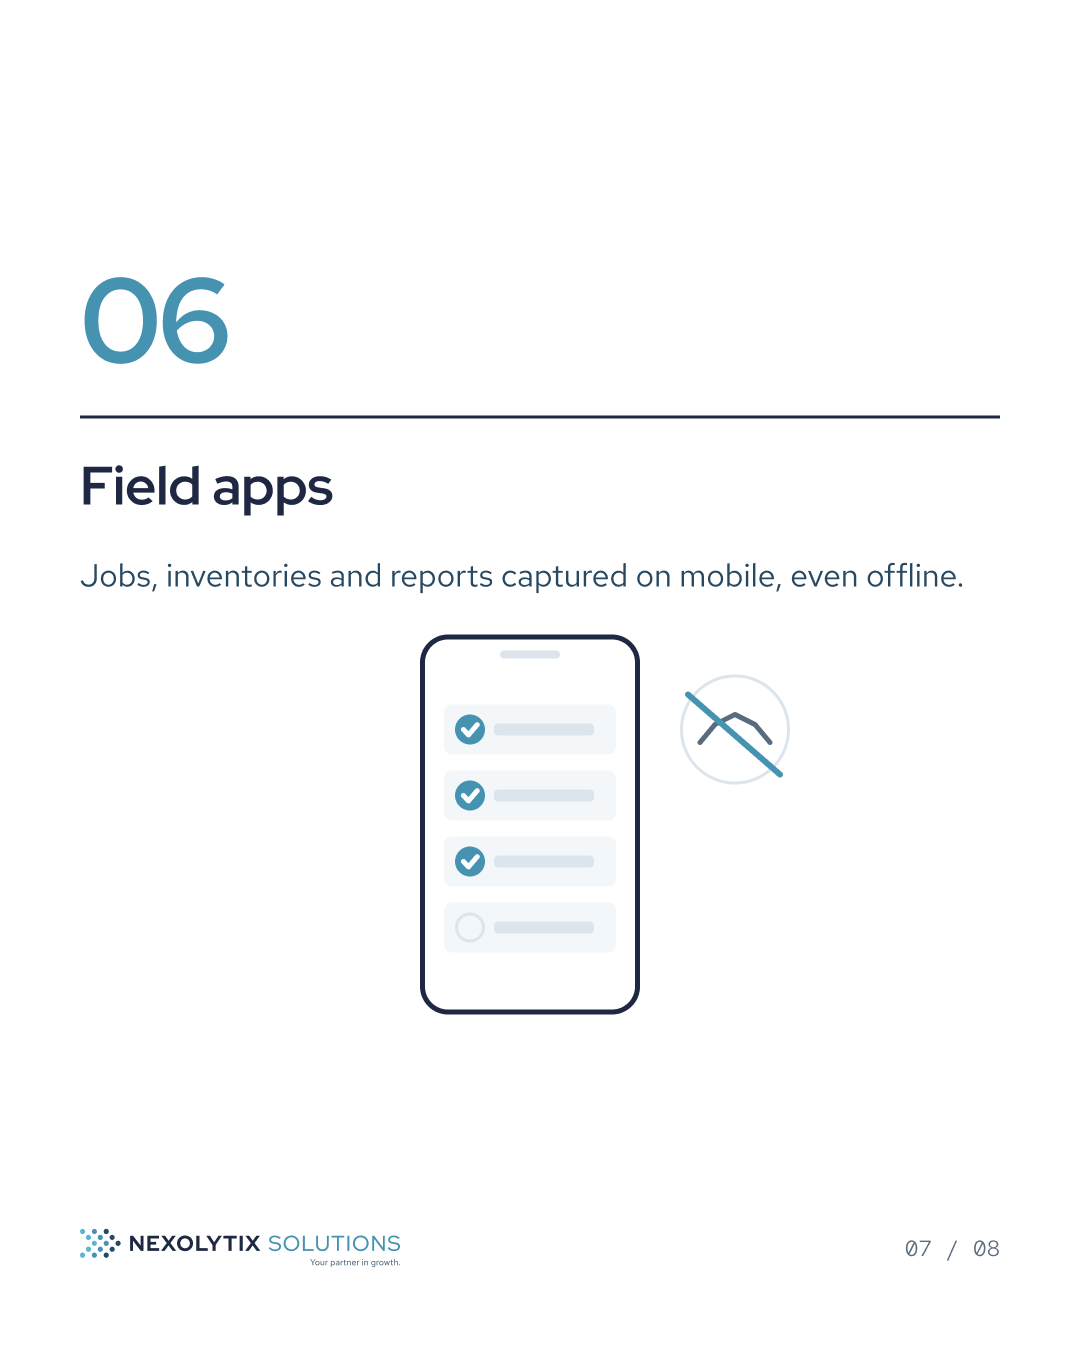 06
Field apps
Jobs, inventories and reports captured on mobile, even offline.
NEXOLYTIX SOLUTIONS
Your partner in growth.
07 / 08